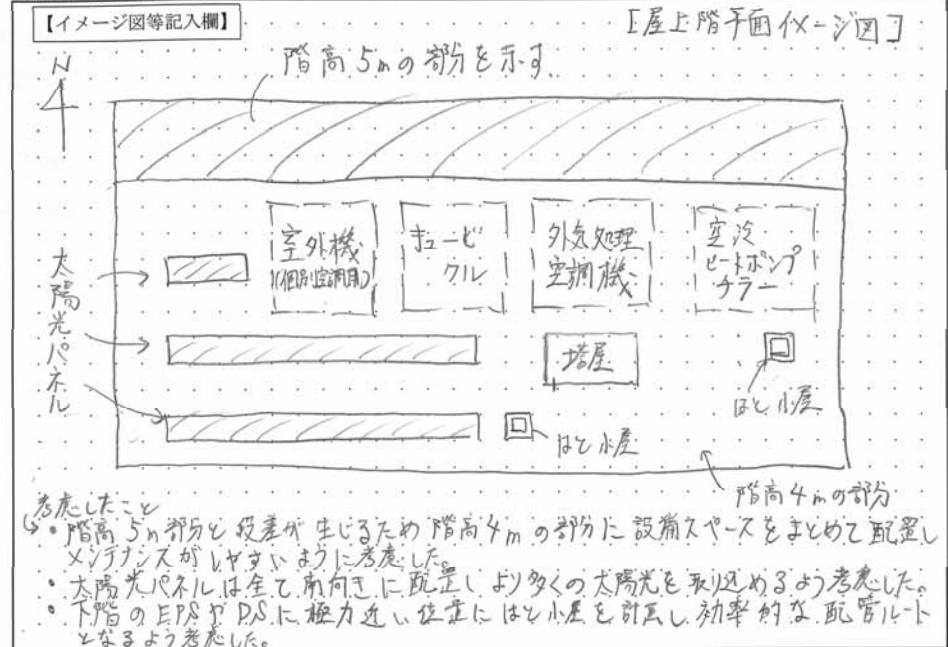 【イメージ図等記入欄】
[屋上階平面イメージ図]
N
階高5mの部分を示す
太陽光パネル
室外機
(個別空調用)
キュービ
クル
外気処理
空調機
空冷
ヒートポンプ
チラー
塔屋
はと小屋
はと小屋
階高4mの部分
考慮したこと
・階高5m部分と段差が生じるため階高4mの部分に設備スペースをまとめて配置し
メンテナンスがしやすいように考慮した。
・太陽光パネルは全て南向きに配置しより多くの太陽光を取り込めるよう考慮した。
・下階のEPSやDSに極力近い位置にはと小屋を計画し効率的な配管ルート
となるよう考慮した。